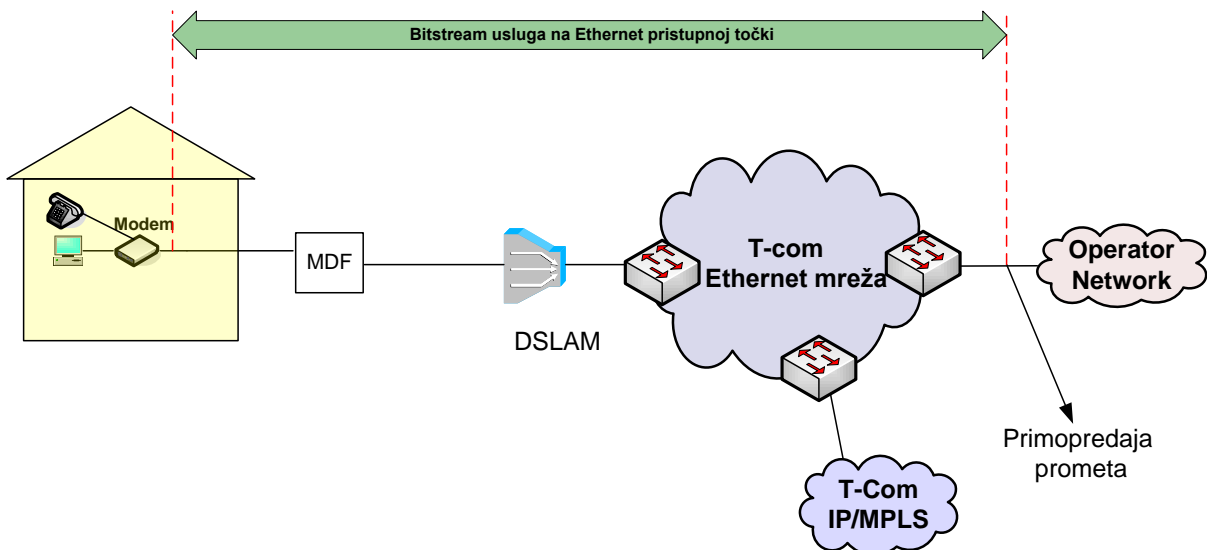 Bitstream usluga na Ethernet pristupnoj točki
Modem
MDF
DSLAM
T-com
Ethernet mreža
Operator
Network
Primopredaja
prometa
T-Com
IP/MPLS